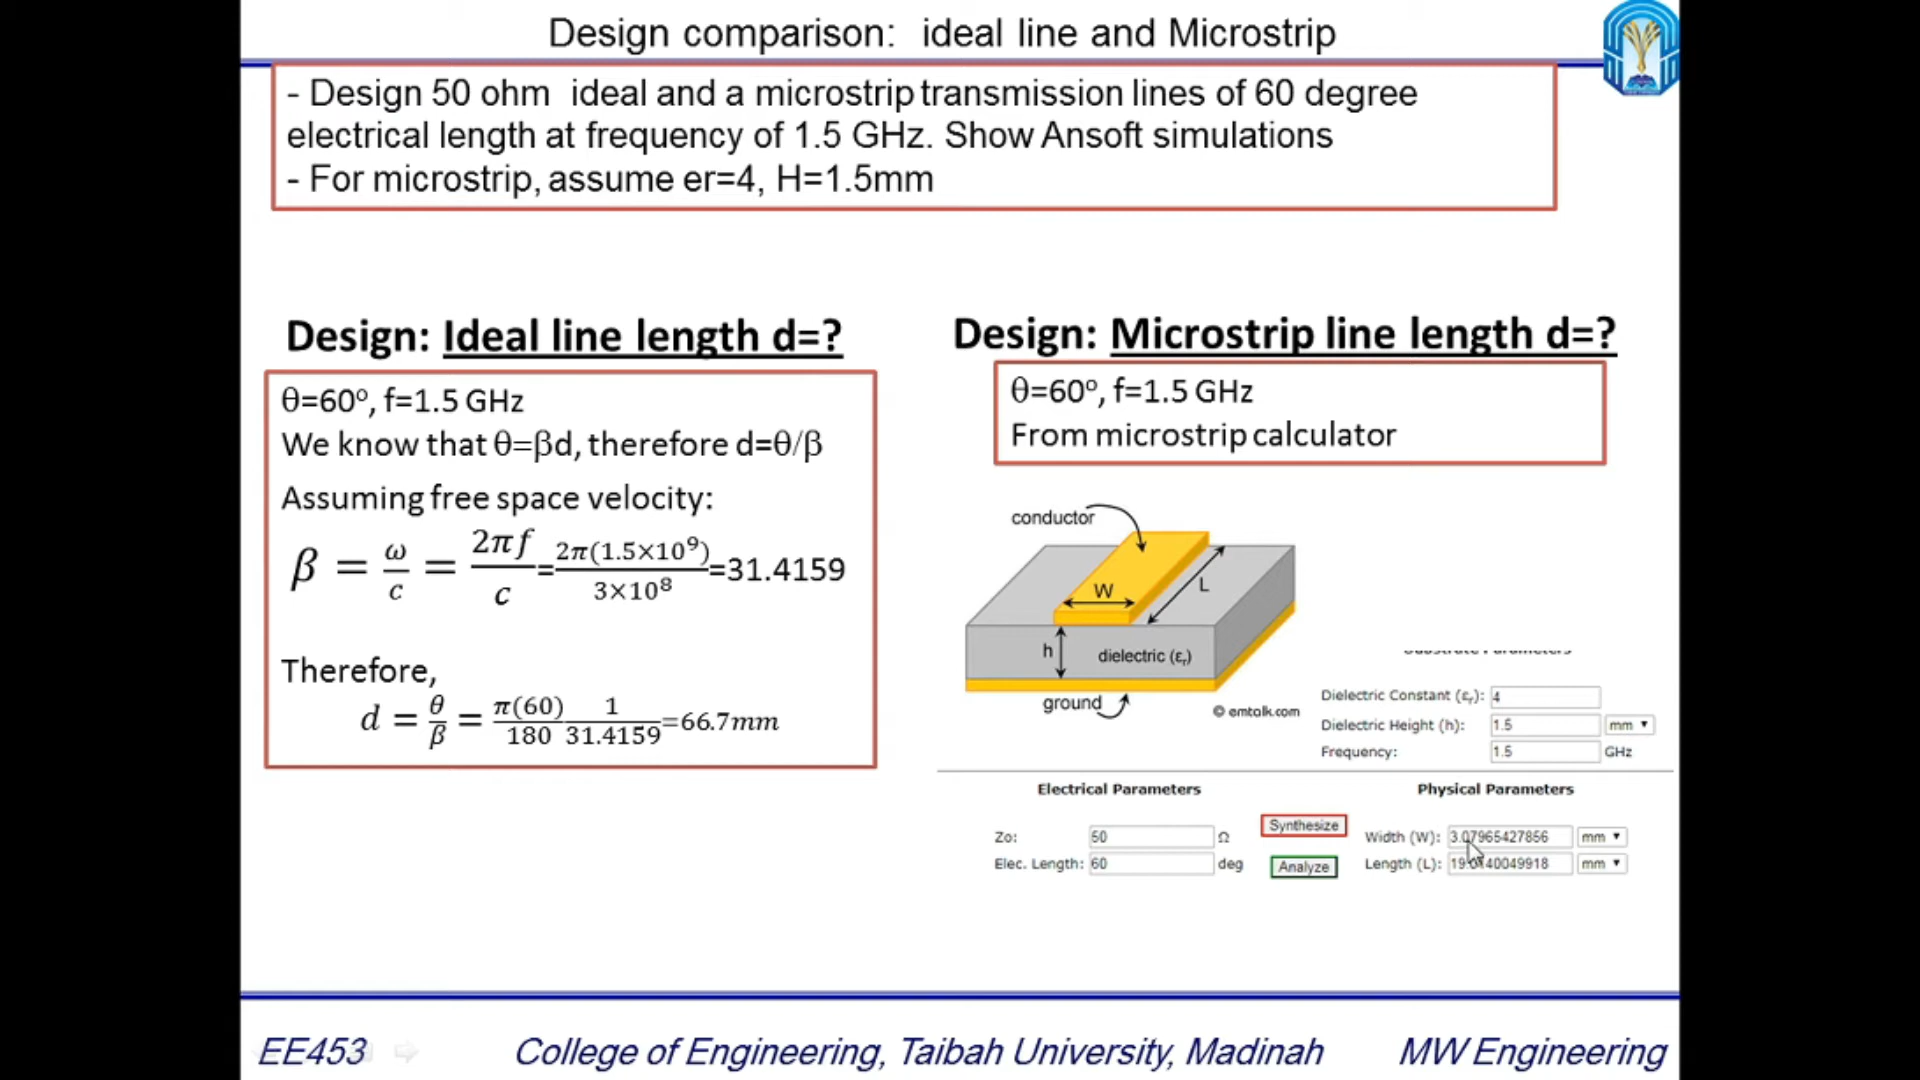 Design comparison: ideal line and Microstrip
- Design 50 ohm ideal and a microstrip transmission lines of 60 degree
electrical length at frequency of 1.5 GHz. Show Ansoft simulations
- For microstrip, assume er=4, H=1.5mm
Design: Ideal line length d=?
θ=60°, f=1.5 GHz
We know that θ=βd, therefore d=θ/β
Assuming free space velocity:
β = ω/c = 2πf/c = 2π(1.5×10⁹)/3×10⁸ =31.4159
Therefore,
d = θ/β = π(60)/180 1/31.4159 =66.7mm
Design: Microstrip line length d=?
θ=60°, f=1.5 GHz
From microstrip calculator
conductor
W
L
h
dielectric (εr)
ground
© emtalk.com
Substrate Parameters
Dielectric Constant (εr): 4
Dielectric Height (h): 1.5 mm
Frequency: 1.5 GHz
Electrical Parameters
Physical Parameters
Zo: 50 Ω
Synthesize
Width (W): 3.07965427856 mm
Elec. Length: 60 deg
Analyze
Length (L): mm
EE453
College of Engineering, Taibah University, Madinah
MW Engineering